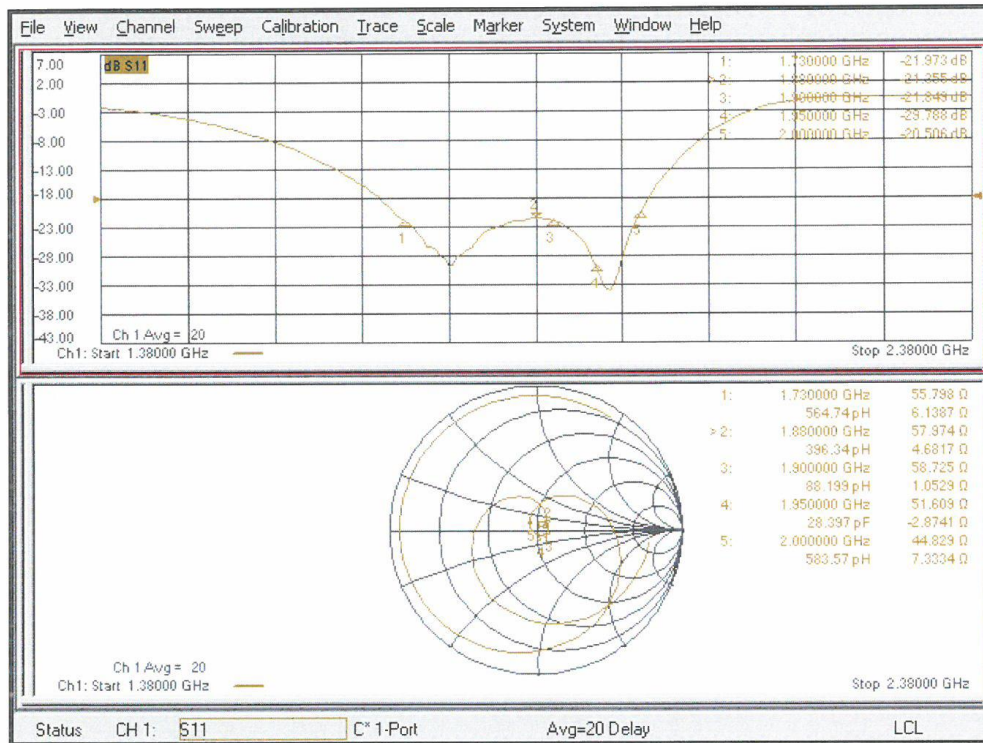 File View Channel Sweep Calibration Trace Scale Marker System Window Help
7.00
2.00
-3.00
-8.00
-13.00
-18.00
-23.00
-28.00
-33.00
-38.00
-43.00
dB S11
1: 1.730000 GHz -21.973 dB
>2: 1.880000 GHz -21.355 dB
3: 1.900000 GHz -21.849 dB
4: 1.950000 GHz -29.788 dB
5: 2.000000 GHz -20.506 dB
1
2
3
4
5
Ch 1 Avg = 20
Ch1: Start 1.38000 GHz
Stop 2.38000 GHz
1: 1.730000 GHz 55.798 Ω
564.74 pH 6.1387 Ω
>2: 1.880000 GHz 57.974 Ω
396.34 pH 4.6817 Ω
3: 1.900000 GHz 58.725 Ω
88.199 pH 1.0529 Ω
4: 1.950000 GHz 51.609 Ω
28.397 pF -2.8741 Ω
5: 2.000000 GHz 44.829 Ω
583.57 pH 7.3334 Ω
Ch 1 Avg = 20
Ch1: Start 1.38000 GHz
Stop 2.38000 GHz
Status CH 1: S11 C* 1-Port Avg=20 Delay LCL